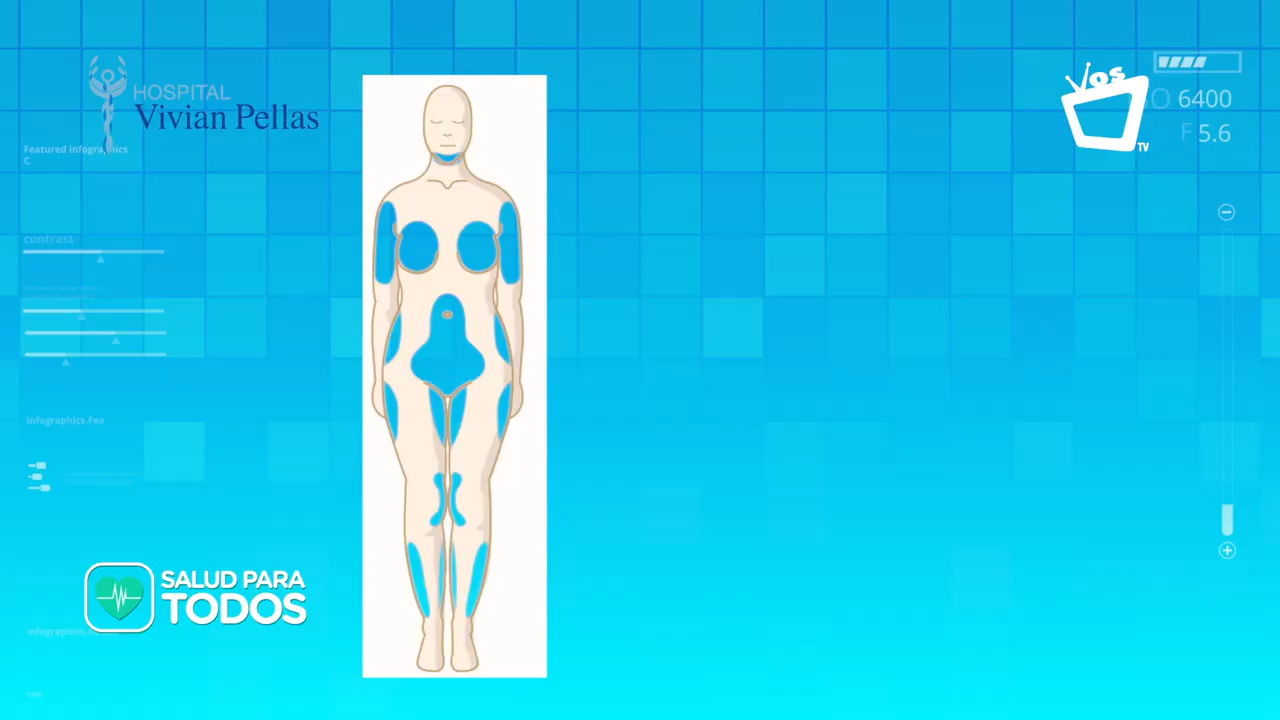 HOSPITAL
Vivian Pellas
Featured infographics
C
contrast
infographics.Fea
SALUD PARA
TODOS
VOS
TV
O 6400
F 5.6